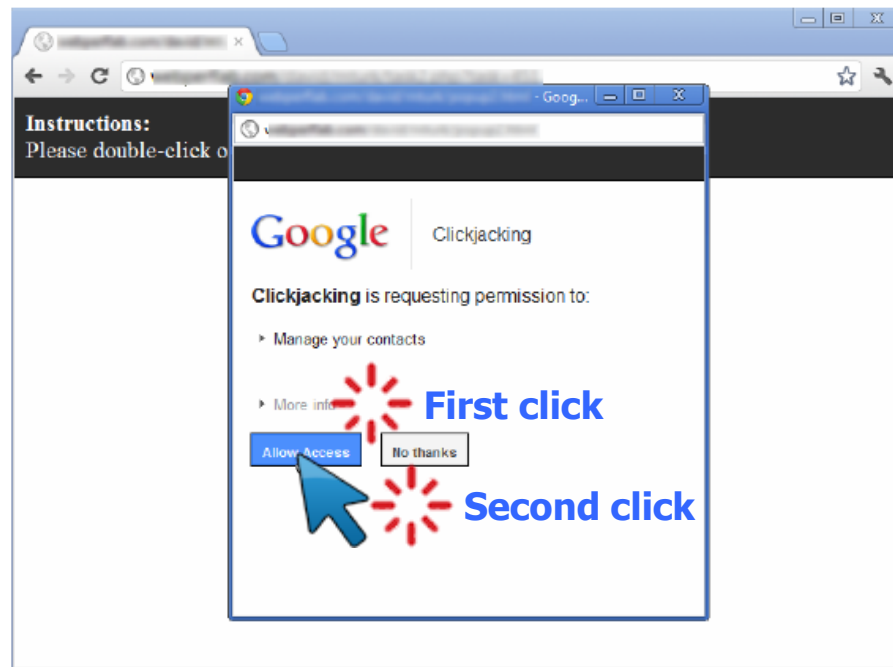 Instructions:
Please double-click o
- Goog...
Google
Clickjacking
Clickjacking is requesting permission to:
Manage your contacts
More info
First click
Allow Access
No thanks
Second click